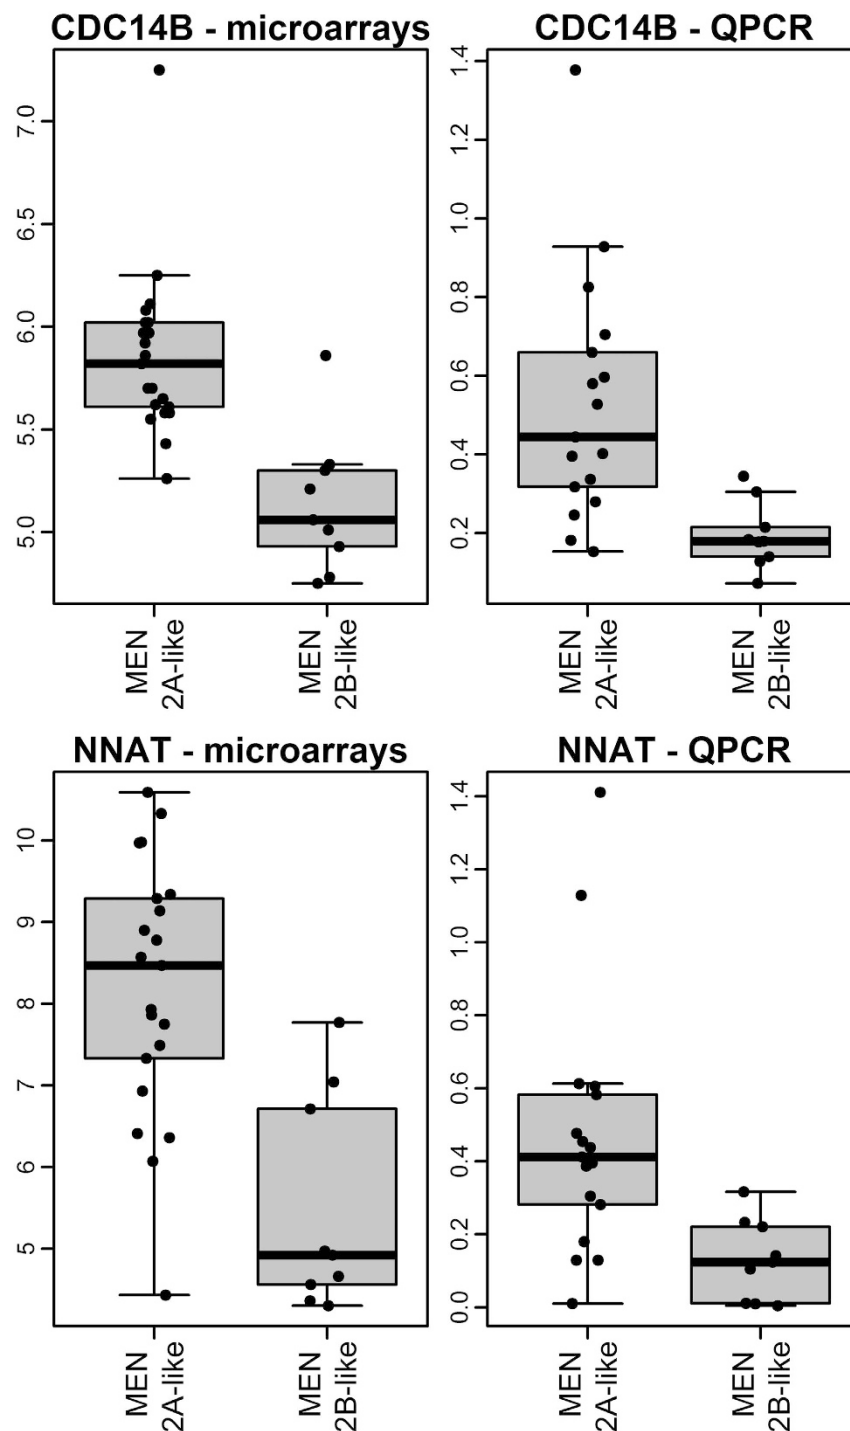 CDC14B - microarrays
7.0
6.5
6.0
5.5
5.0
MEN
2A-like
MEN
2B-like
CDC14B - QPCR
1.4
1.2
1.0
0.8
0.6
0.4
0.2
MEN
2A-like
MEN
2B-like
NNAT - microarrays
10
9
8
7
6
5
MEN
2A-like
MEN
2B-like
NNAT - QPCR
1.4
1.2
1.0
0.8
0.6
0.4
0.2
0.0
MEN
2A-like
MEN
2B-like